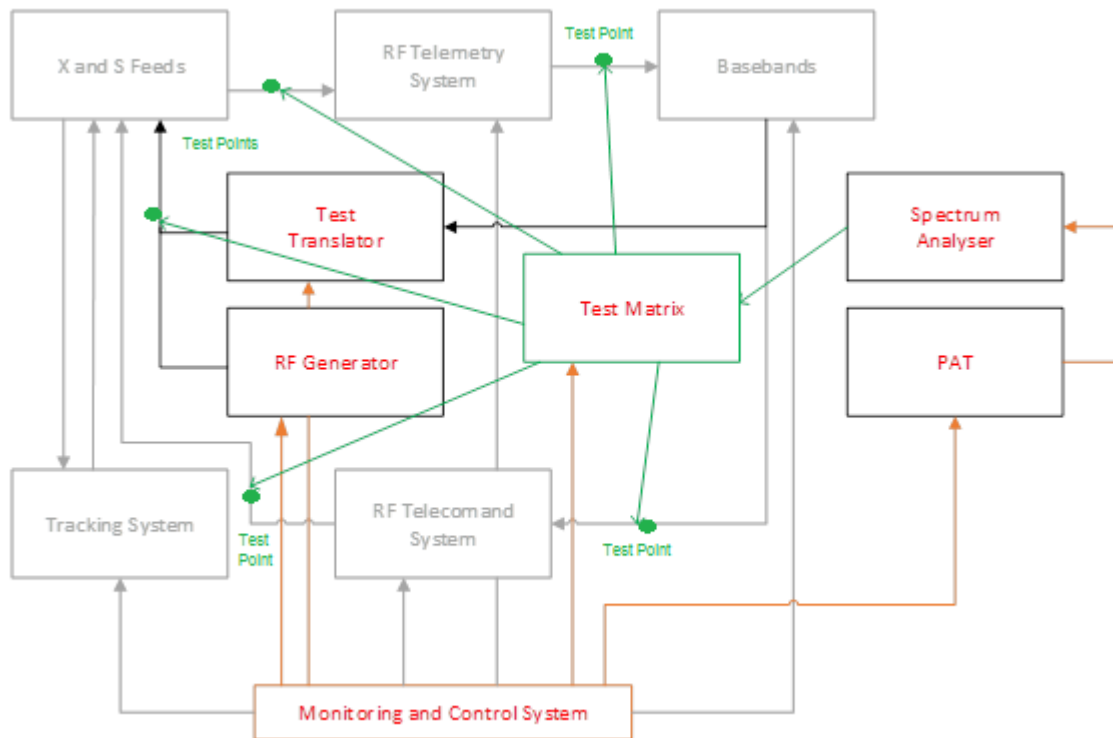 X and S Feeds
RF Telemetry
System
Test Point
Basebands
Test Points
Test
Translator
Spectrum
Analyser
Test Matrix
RF Generator
PAT
Tracking System
Test
Point
RF Telecomand
System
Test Point
Monitoring and Control System